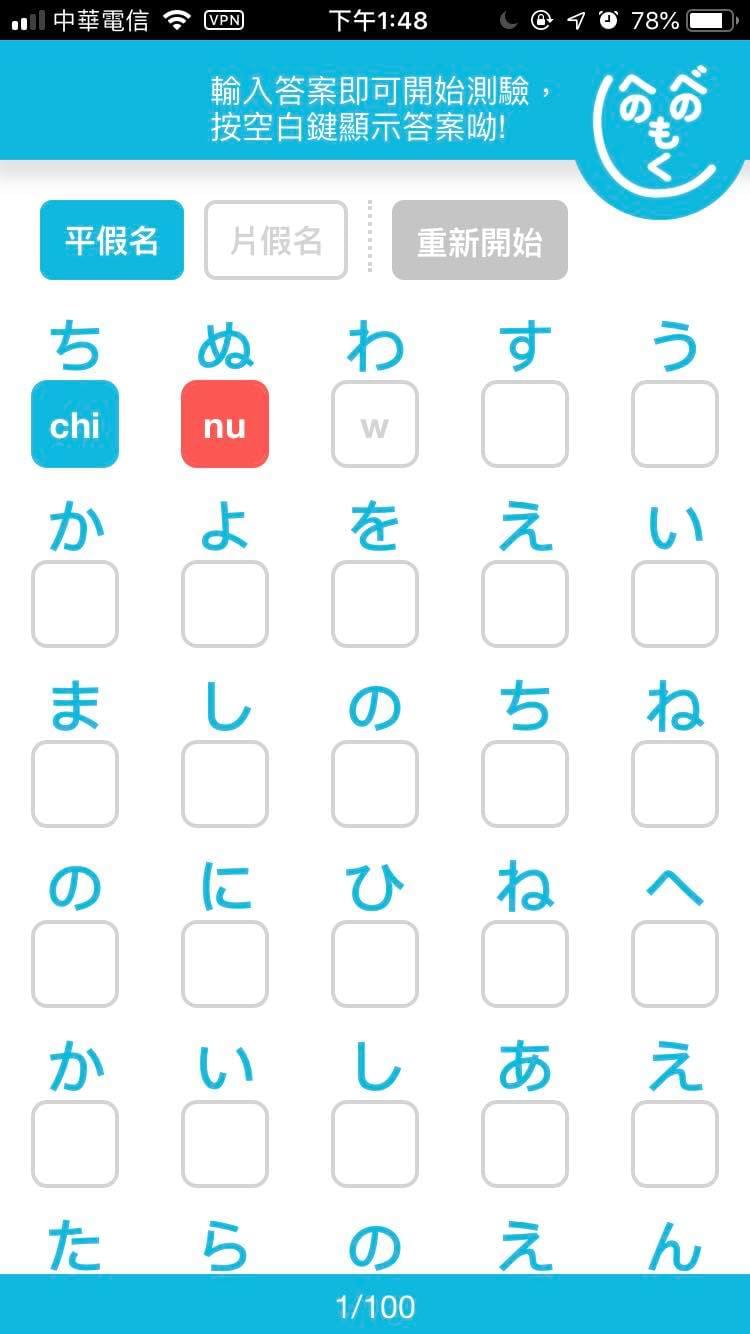 中華電信 VPN 下午1:48 78%
輸入答案即可開始測驗，
按空白鍵顯示答案呦!
へのべのもく
平假名 片假名 重新開始
ち ぬ わ す う
chi nu w
か よ を え い
ま し の ち ね
の に ひ ね へ
か い し あ え
た ら の え ん
1/100